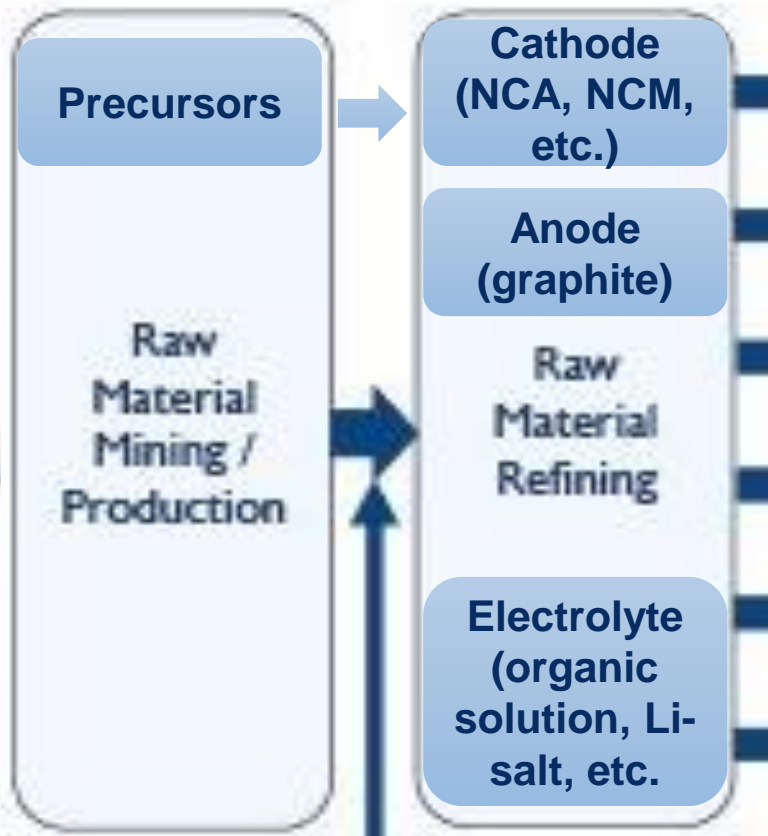 Precursors
Raw
Material
Mining /
Production
Cathode
(NCA, NCM,
etc.)
Anode
(graphite)
Raw
Material
Refining
Electrolyte
(organic
solution, Li-
salt, etc.